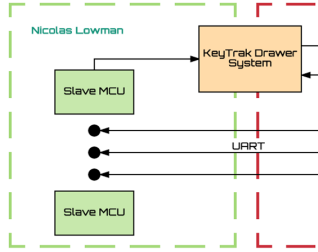 Nicolas Lowman
KeyTrak Drawer
System
Slave MCU
UART
Slave MCU